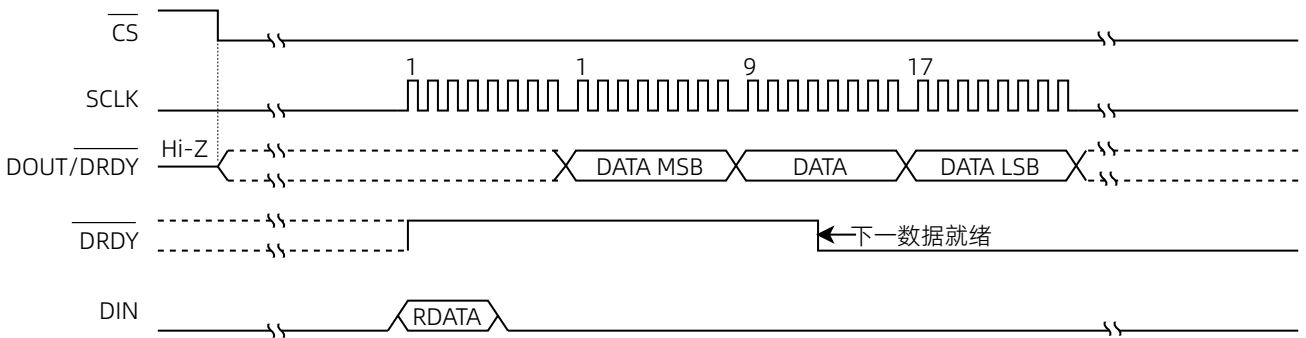 CS
1 1 9 17
SCLK
Hi-Z
DOUT/DRDY
DATA MSB DATA DATA LSB
DRDY
下一数据就绪
DIN
RDATA